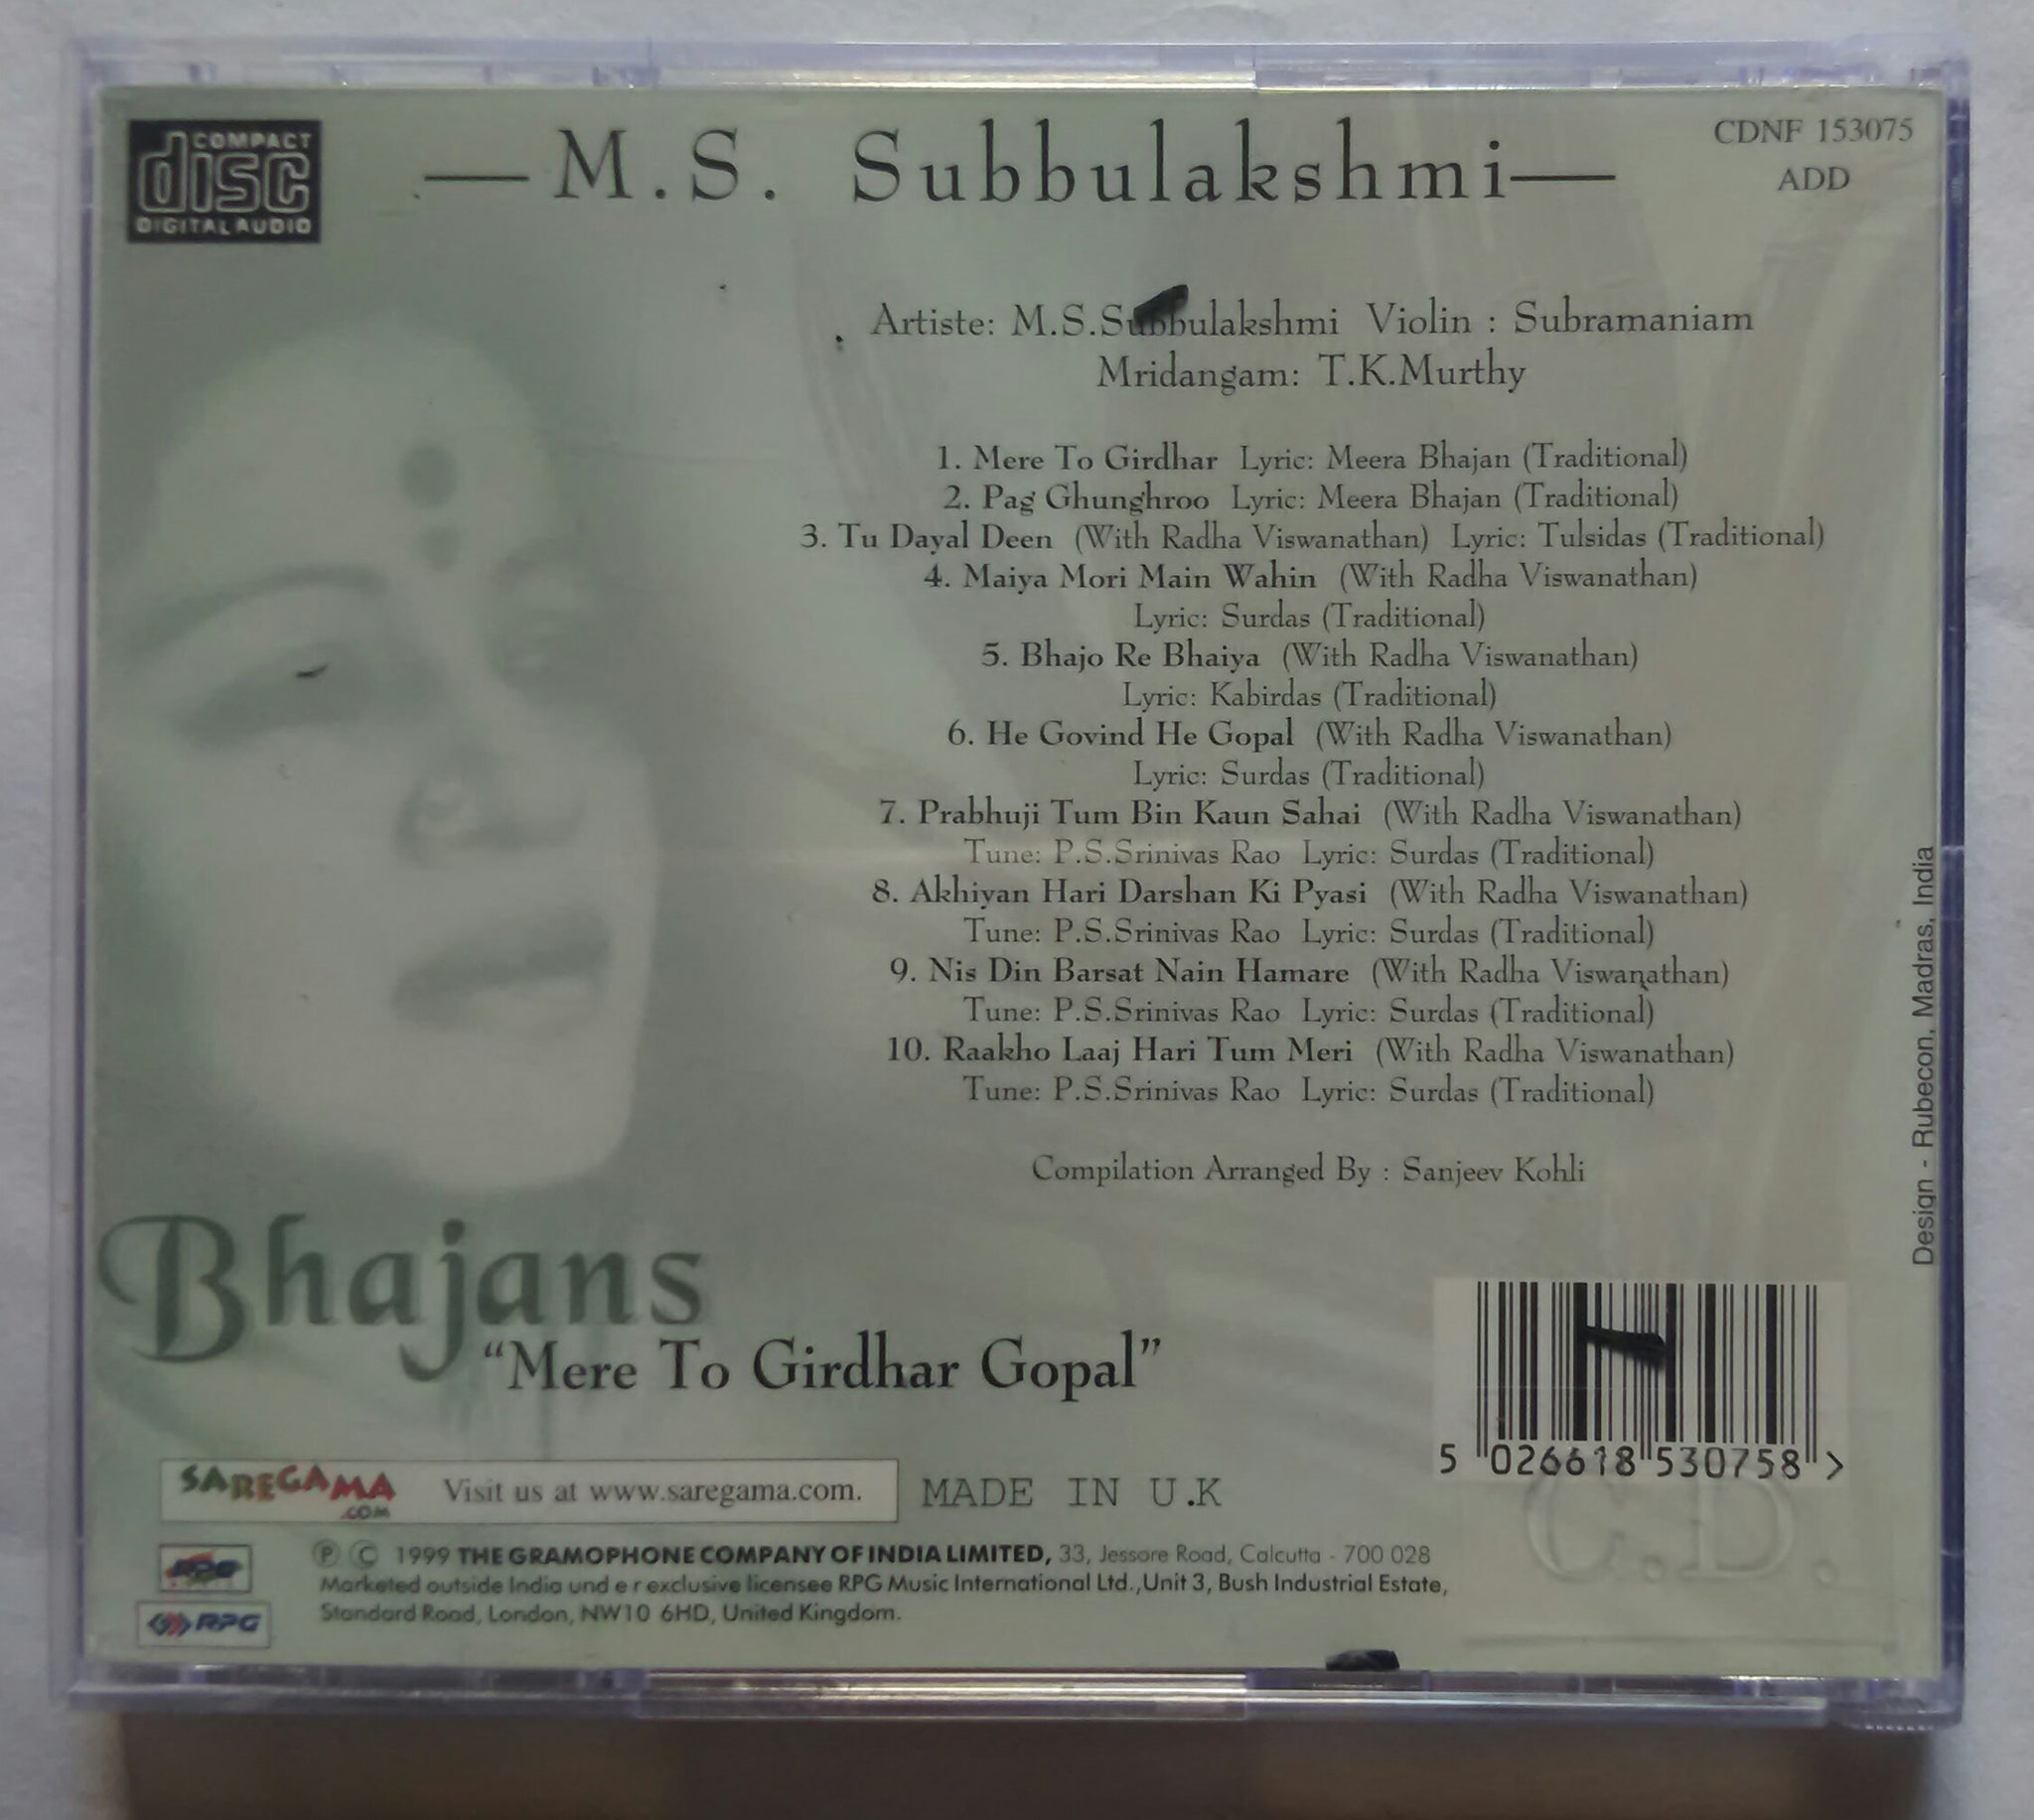 COMPACT
disc
DIGITAL AUDIO
—M.S. Subbulakshmi—
CDNF 153075
ADD
Artiste: M.S.Subbulakshmi Violin : Subramaniam
Mridangam: T.K.Murthy
1. Mere To Girdhar Lyric: Meera Bhajan (Traditional)
2. Pag Ghunghroo Lyric: Meera Bhajan (Traditional)
3. Tu Dayal Deen (With Radha Viswanathan) Lyric: Tulsidas (Traditional)
4. Maiya Mori Main Wahin (With Radha Viswanathan)
Lyric: Surdas (Traditional)
5. Bhajo Re Bhaiya (With Radha Viswanathan)
Lyric: Kabirdas (Traditional)
6. He Govind He Gopal (With Radha Viswanathan)
Lyric: Surdas (Traditional)
7. Prabhuji Tum Bin Kaun Sahai (With Radha Viswanathan)
Tune: P.S.Srinivas Rao Lyric: Surdas (Traditional)
8. Akhiyan Hari Darshan Ki Pyasi (With Radha Viswanathan)
Tune: P.S.Srinivas Rao Lyric: Surdas (Traditional)
9. Nis Din Barsat Nain Hamare (With Radha Viswanathan)
Tune: P.S.Srinivas Rao Lyric: Surdas (Traditional)
10. Raakho Laaj Hari Tum Meri (With Radha Viswanathan)
Tune: P.S.Srinivas Rao Lyric: Surdas (Traditional)
Compilation Arranged By : Sanjeev Kohli
Design - Rubecon, Madras, India
Bhajans
"Mere To Girdhar Gopal"
5 026618 530758 >
SAREGAMA
.COM
Visit us at www.saregama.com.
MADE IN U.K
C.D.
RPG
RPG
Ⓟ © 1999 THE GRAMOPHONE COMPANY OF INDIA LIMITED, 33, Jessore Road, Calcutta - 700 028
Marketed outside India und e r exclusive licensee RPG Music International Ltd.,Unit 3, Bush Industrial Estate,
Standard Road, London, NW10 6HD, United Kingdom.